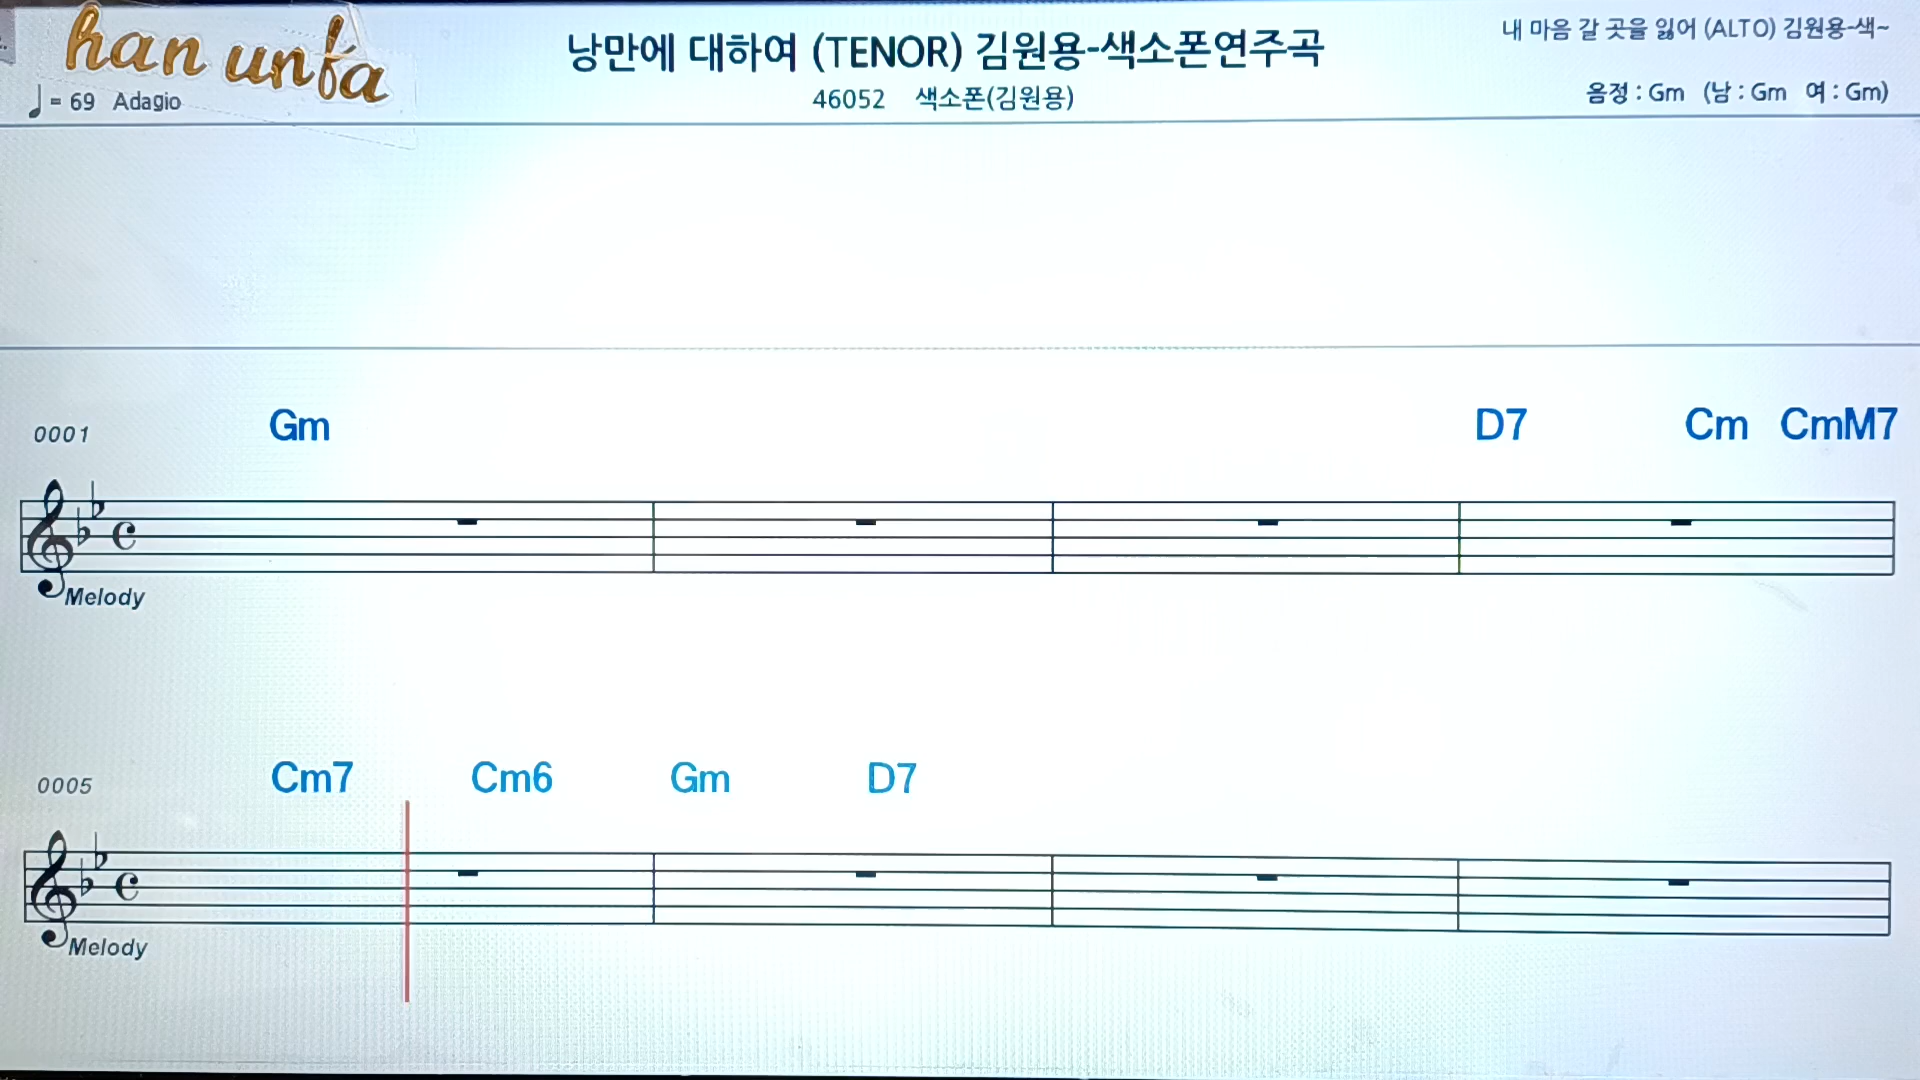 han unfa
♩= 69 Adagio
낭만에 대하여 (TENOR) 김원용-색소폰연주곡
46052 색소폰(김원용)
내 마음 갈 곳을 잃어 (ALTO) 김원용-색~
음정 : Gm (남 : Gm 여 : Gm)
0001 Gm D7 Cm CmM7
Melody
0005 Cm7 Cm6 Gm D7
Melody